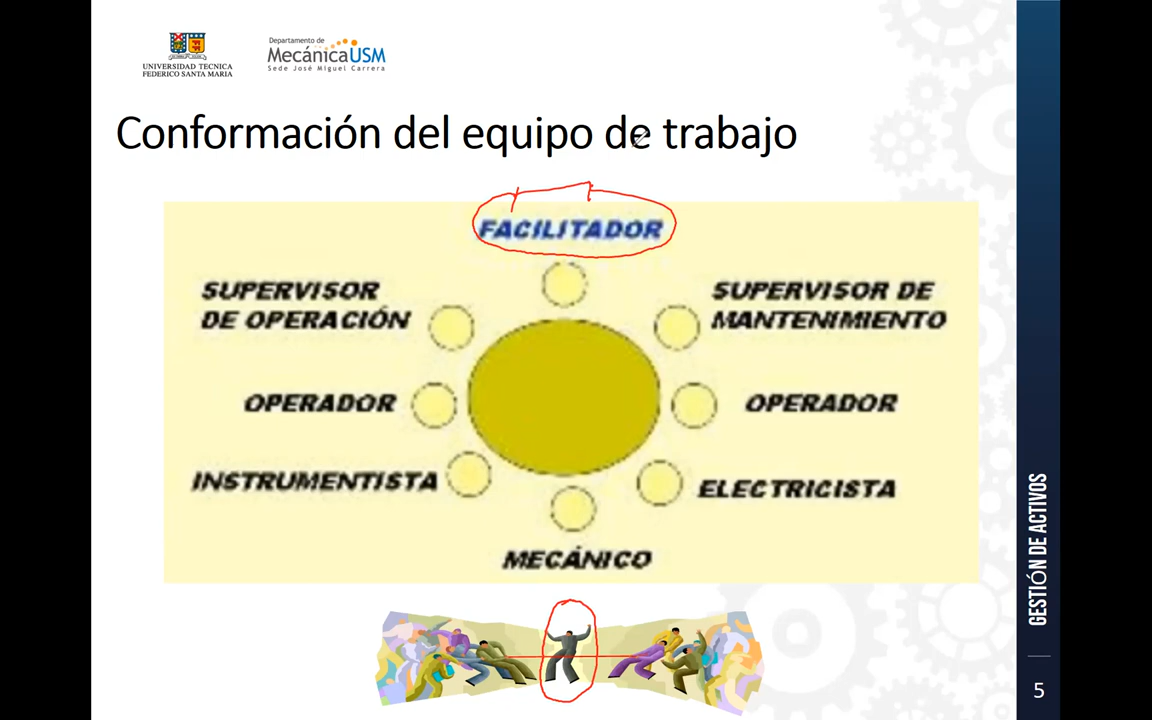 UNIVERSIDAD TECNICA
FEDERICO SANTA MARIA
Departamento de
MecánicaUSM
Sede José Miguel Carrera
Conformación del equipo de trabajo
FACILITADOR
SUPERVISOR
DE OPERACIÓN
SUPERVISOR DE
MANTENIMIENTO
OPERADOR
OPERADOR
INSTRUMENTISTA
ELECTRICISTA
MECÁNICO
GESTIÓN DE ACTIVOS
5